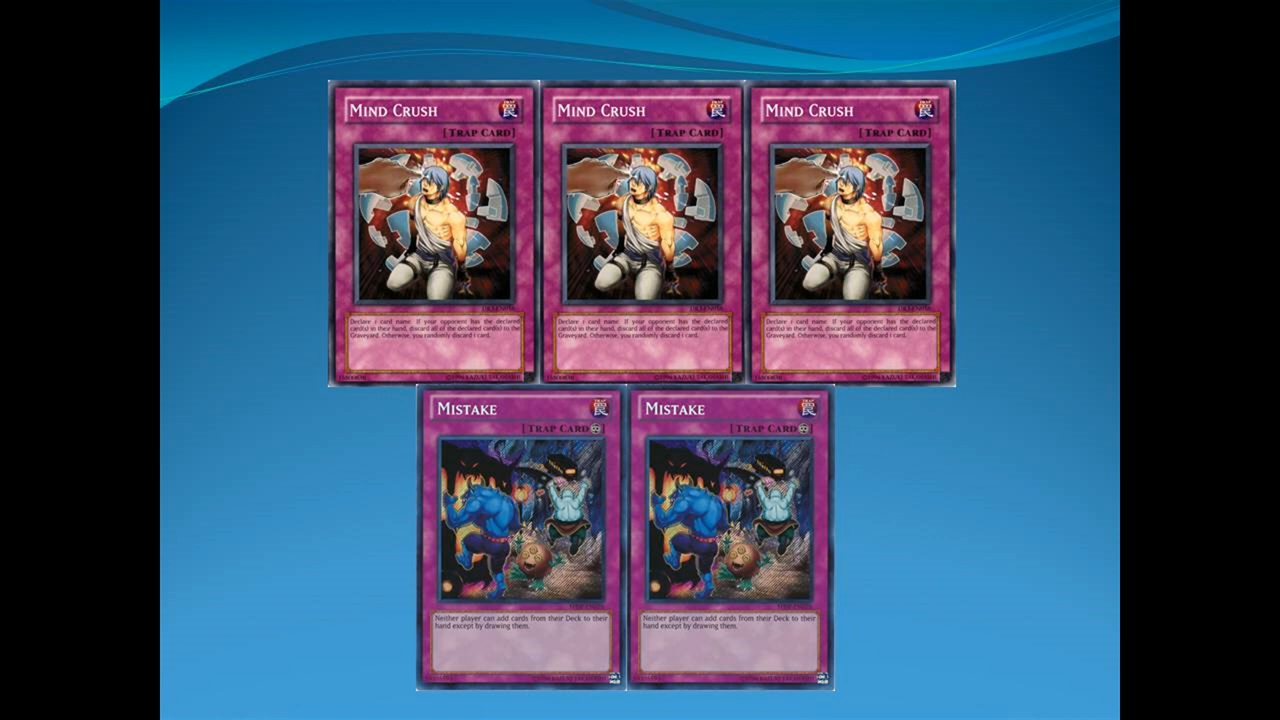 MIND CRUSH
[TRAP CARD]
Declare 1 card name. If your opponent has the declared
card(s) in their hand, discard all of the declared card(s) to the
Graveyard. Otherwise, you randomly discard 1 card.
MIND CRUSH
[TRAP CARD]
Declare 1 card name. If your opponent has the declared
card(s) in their hand, discard all of the declared card(s) to the
Graveyard. Otherwise, you randomly discard 1 card.
MIND CRUSH
[TRAP CARD]
Declare 1 card name. If your opponent has the declared
card(s) in their hand, discard all of the declared card(s) to the
Graveyard. Otherwise, you randomly discard 1 card.
MISTAKE
[TRAP CARD]
Neither player can add cards from their Deck to their
hand except by drawing them.
MISTAKE
[TRAP CARD]
Neither player can add cards from their Deck to their
hand except by drawing them.